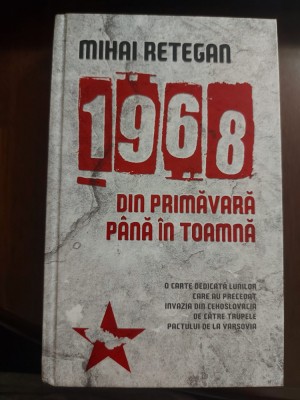 MIHAI RETEGAN
1968
DIN PRIMĂVARĂ
PÂNĂ ÎN TOAMNĂ
O CARTE DEDICATĂ LUNILOR
CARE AU PRECEDAT
INVAZIA DIN CEHOSLOVACIA
DE CĂTRE TRUPELE
PACTULUI DE LA VARȘOVIA